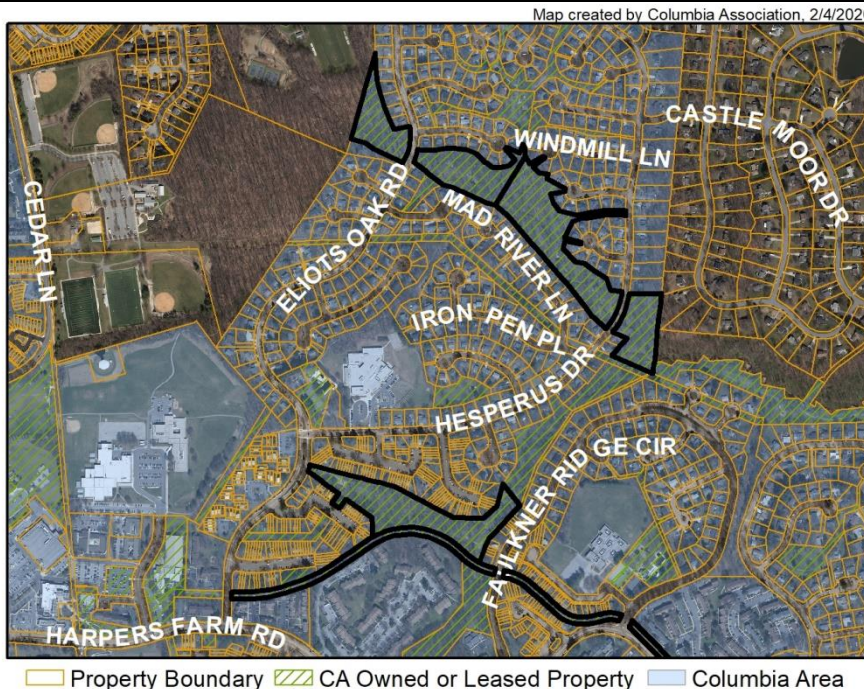 Map created by Columbia Association, 2/4/2020
WINDMILL LN
CASTLE MOOR DR
CEDAR LN
ELIOTS OAK RD
MAD RIVER LN
IRON PEN PL
HESPERUS DR
FAULKNER RIDGE CIR
HARPERS FARM RD
Property Boundary CA Owned or Leased Property Columbia Area